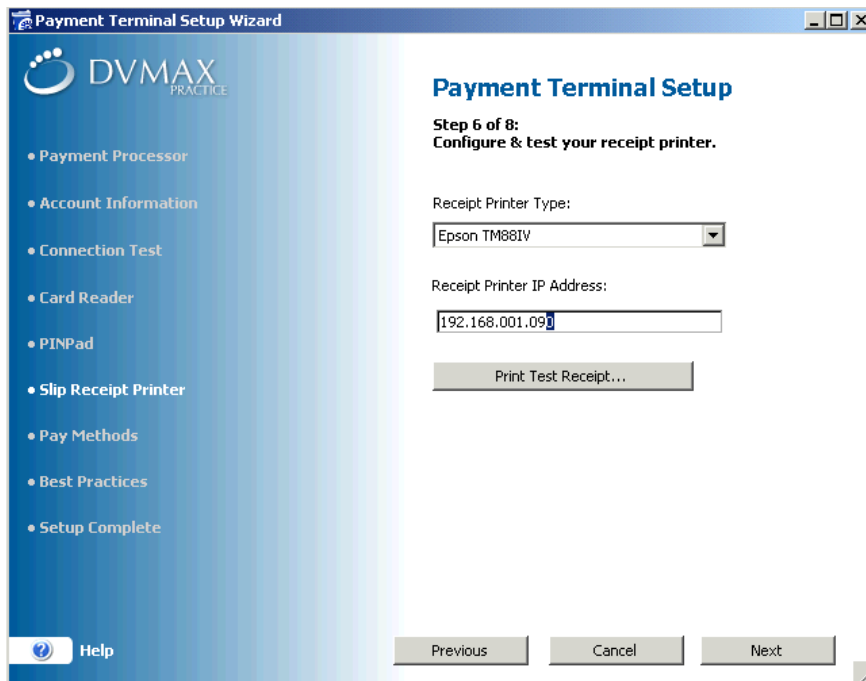 Payment Terminal Setup Wizard
DVMAX
PRACTICE
• Payment Processor
• Account Information
• Connection Test
• Card Reader
• PINPad
• Slip Receipt Printer
• Pay Methods
• Best Practices
• Setup Complete
? Help
Payment Terminal Setup
Step 6 of 8:
Configure & test your receipt printer.
Receipt Printer Type:
Epson TM88IV
Receipt Printer IP Address:
192.168.001.090
Print Test Receipt...
Previous Cancel Next